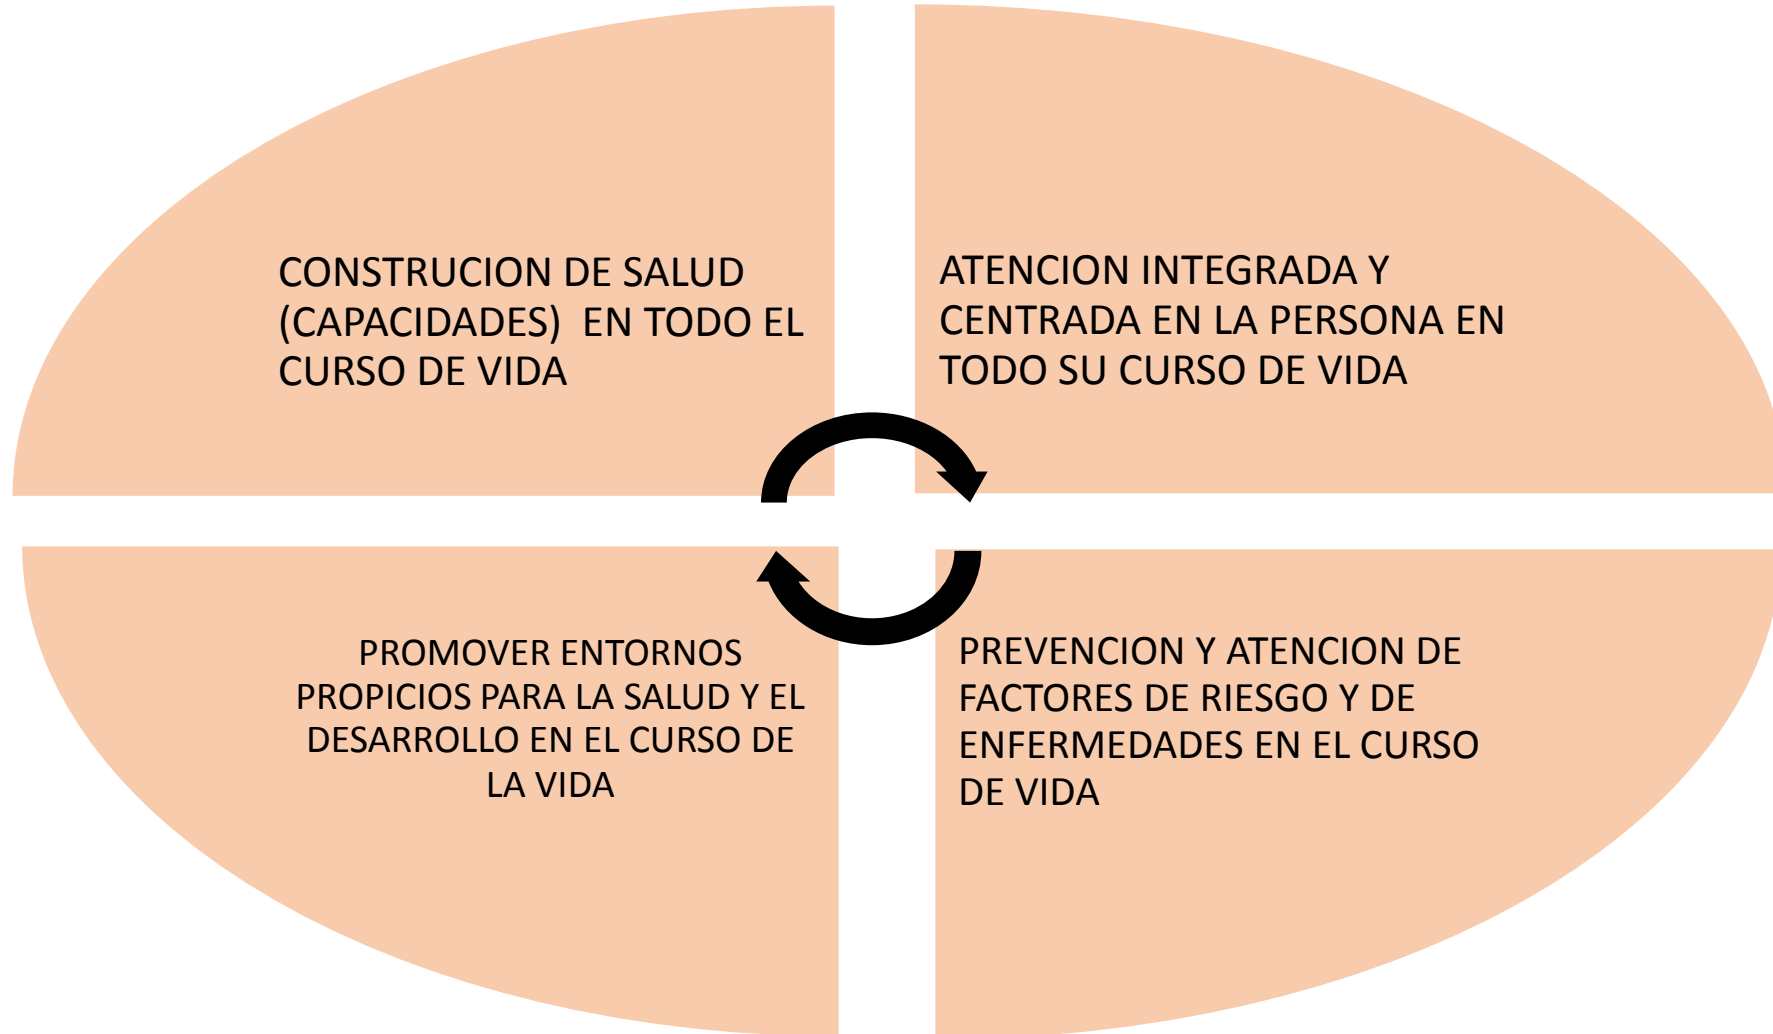 CONSTRUCION DE SALUD
(CAPACIDADES)  EN TODO EL
CURSO DE VIDA
ATENCION INTEGRADA Y
CENTRADA EN LA PERSONA EN
TODO SU CURSO DE VIDA
PROMOVER ENTORNOS
PROPICIOS PARA LA SALUD Y EL
DESARROLLO EN EL CURSO DE
LA VIDA
PREVENCION Y ATENCION DE
FACTORES DE RIESGO Y DE
ENFERMEDADES EN EL CURSO
DE VIDA